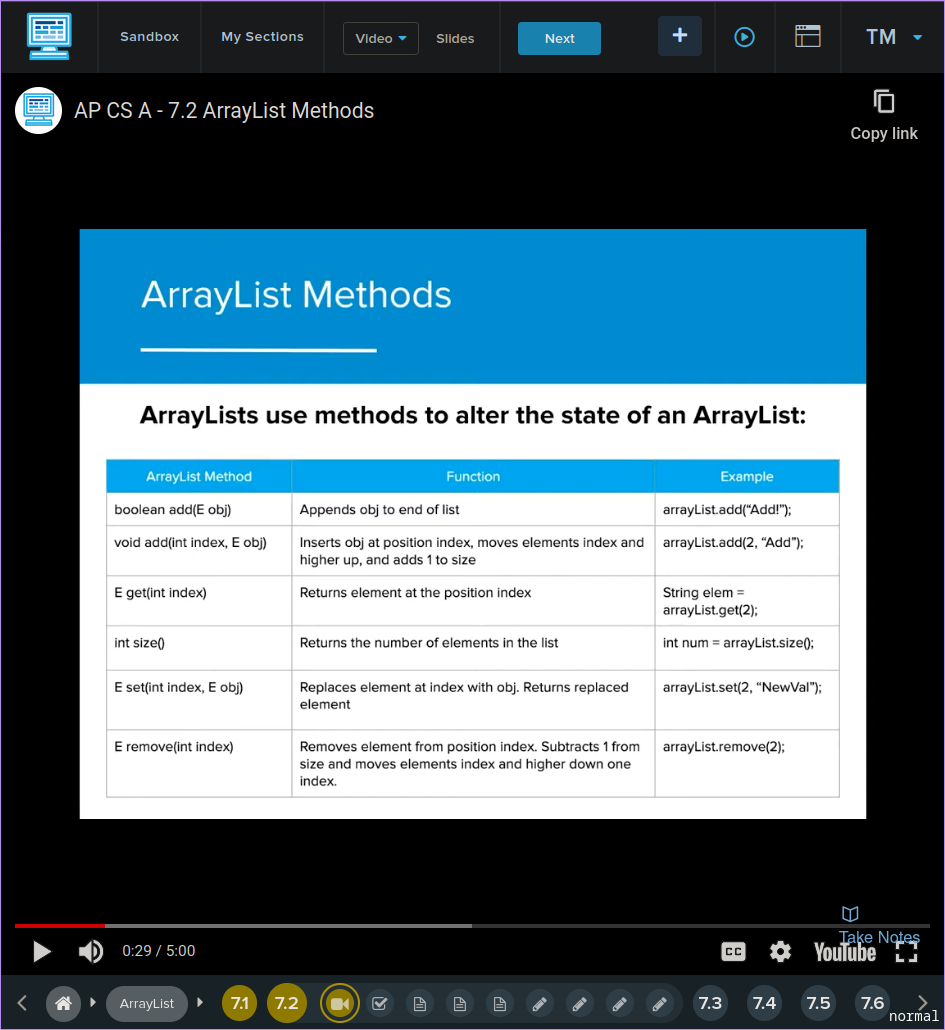 Sandbox
My Sections
Video
Slides
Next
+
TM
AP CS A - 7.2 ArrayList Methods
Copy link
ArrayList Methods
ArrayLists use methods to alter the state of an ArrayList:
ArrayList Method
Function
Example
boolean add(E obj)
Appends obj to end of list
arrayList.add(“Add!”);
void add(int index, E obj)
Inserts obj at position index, moves elements index and
higher up, and adds 1 to size
arrayList.add(2, “Add”);
E get(int index)
Returns element at the position index
String elem =
arrayList.get(2);
int size()
Returns the number of elements in the list
int num = arrayList.size();
E set(int index, E obj)
Replaces element at index with obj. Returns replaced
element
arrayList.set(2, “NewVal”);
E remove(int index)
Removes element from position index. Subtracts 1 from
size and moves elements index and higher down one
index.
arrayList.remove(2);
Take Notes
0:29 / 5:00
CC
YouTube
ArrayList
7.1
7.2
7.3
7.4
7.5
7.6
normal